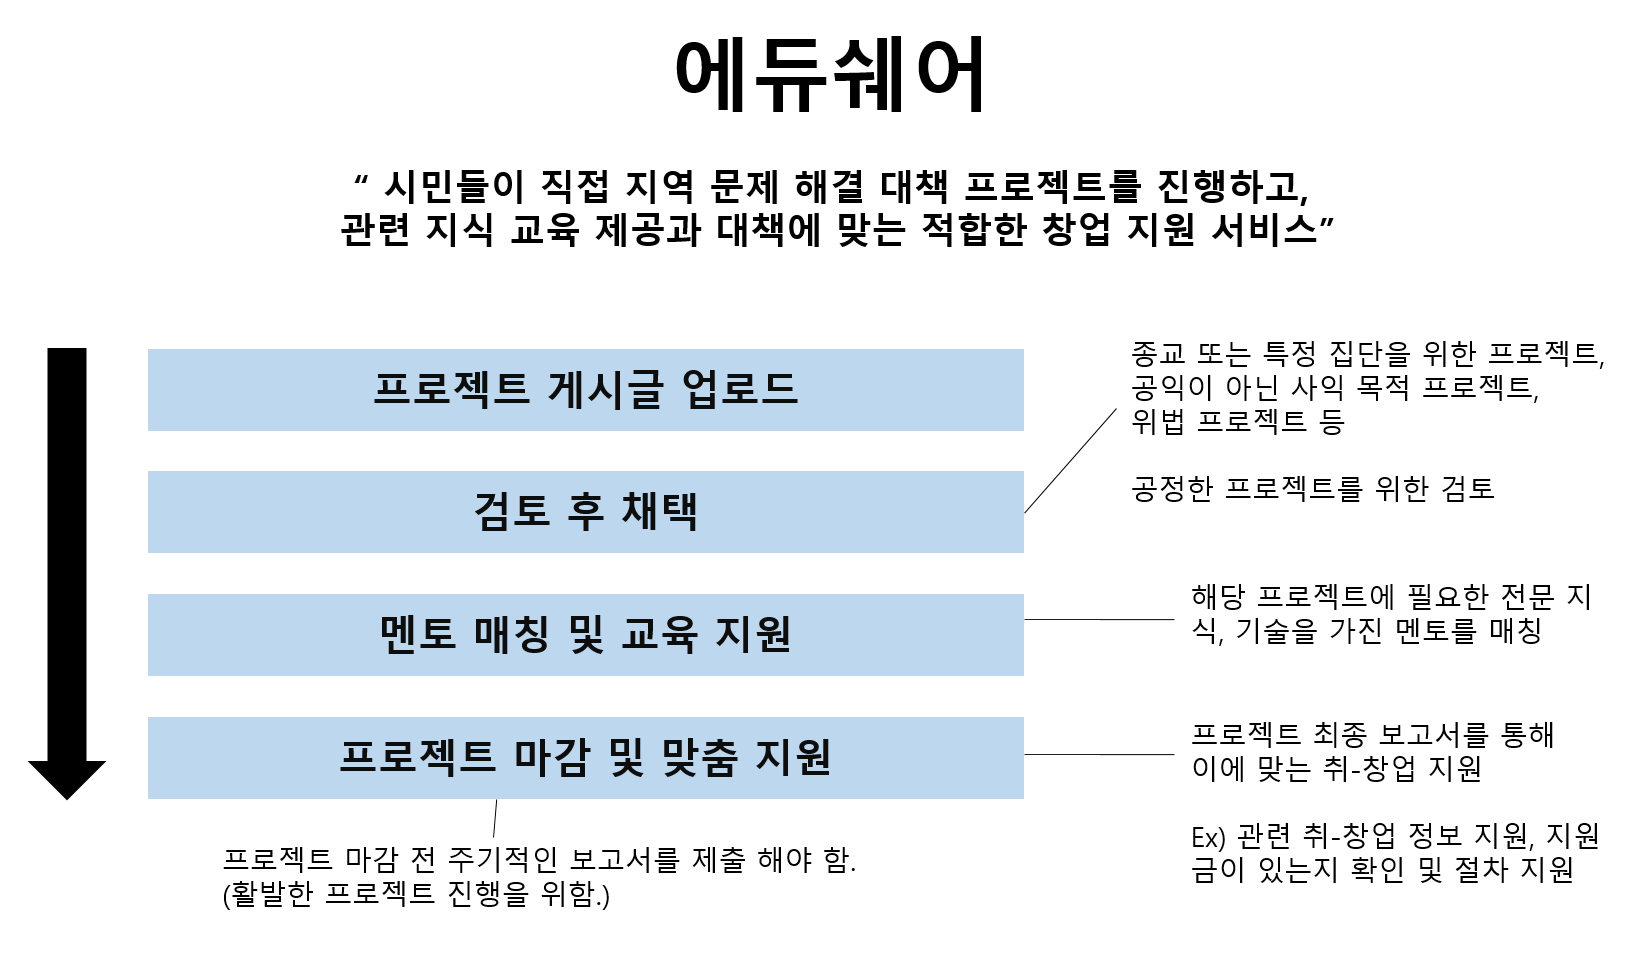 에듀쉐어
“ 시민들이 직접 지역 문제 해결 대책 프로젝트를 진행하고,
관련 지식 교육 제공과 대책에 맞는 적합한 창업 지원 서비스”
프로젝트 게시글 업로드
검토 후 채택
종교 또는 특정 집단을 위한 프로젝트,
공익이 아닌 사익 목적 프로젝트,
위법 프로젝트 등
공정한 프로젝트를 위한 검토
멘토 매칭 및 교육 지원
해당 프로젝트에 필요한 전문 지
식, 기술을 가진 멘토를 매칭
프로젝트 마감 및 맞춤 지원
프로젝트 최종 보고서를 통해
이에 맞는 취-창업 지원
Ex) 관련 취-창업 정보 지원, 지원
금이 있는지 확인 및 절차 지원
프로젝트 마감 전 주기적인 보고서를 제출 해야 함.
(활발한 프로젝트 진행을 위함.)